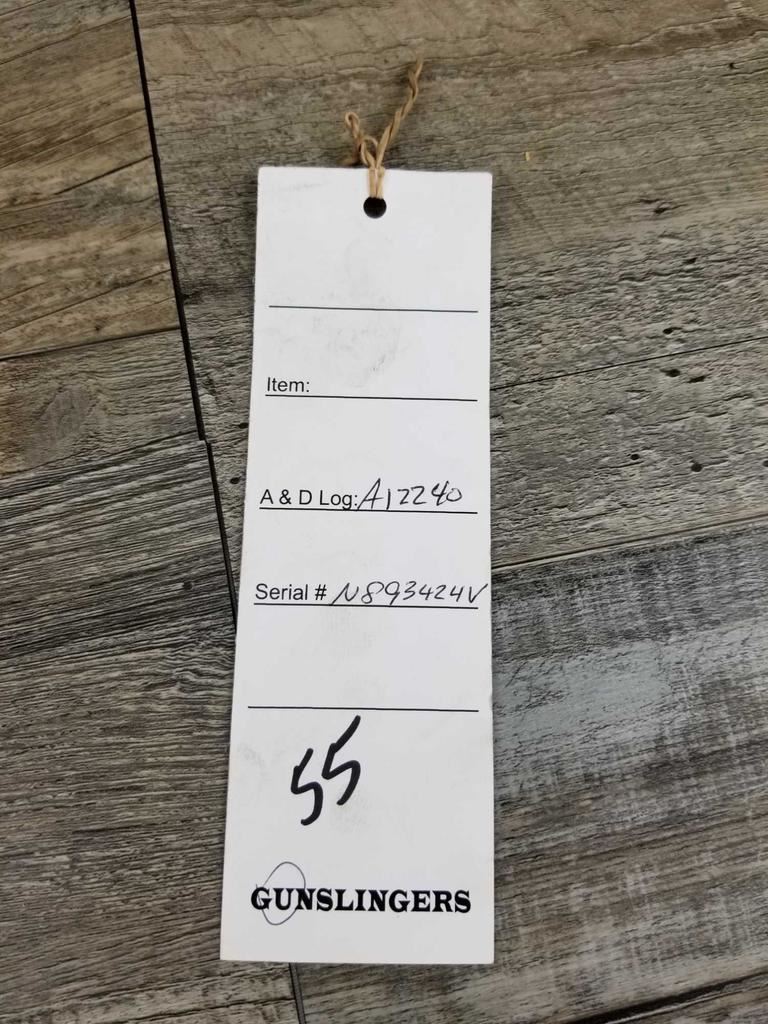 Item:
A & D Log: A12240
Serial # N893424V
55
GUNSLINGERS